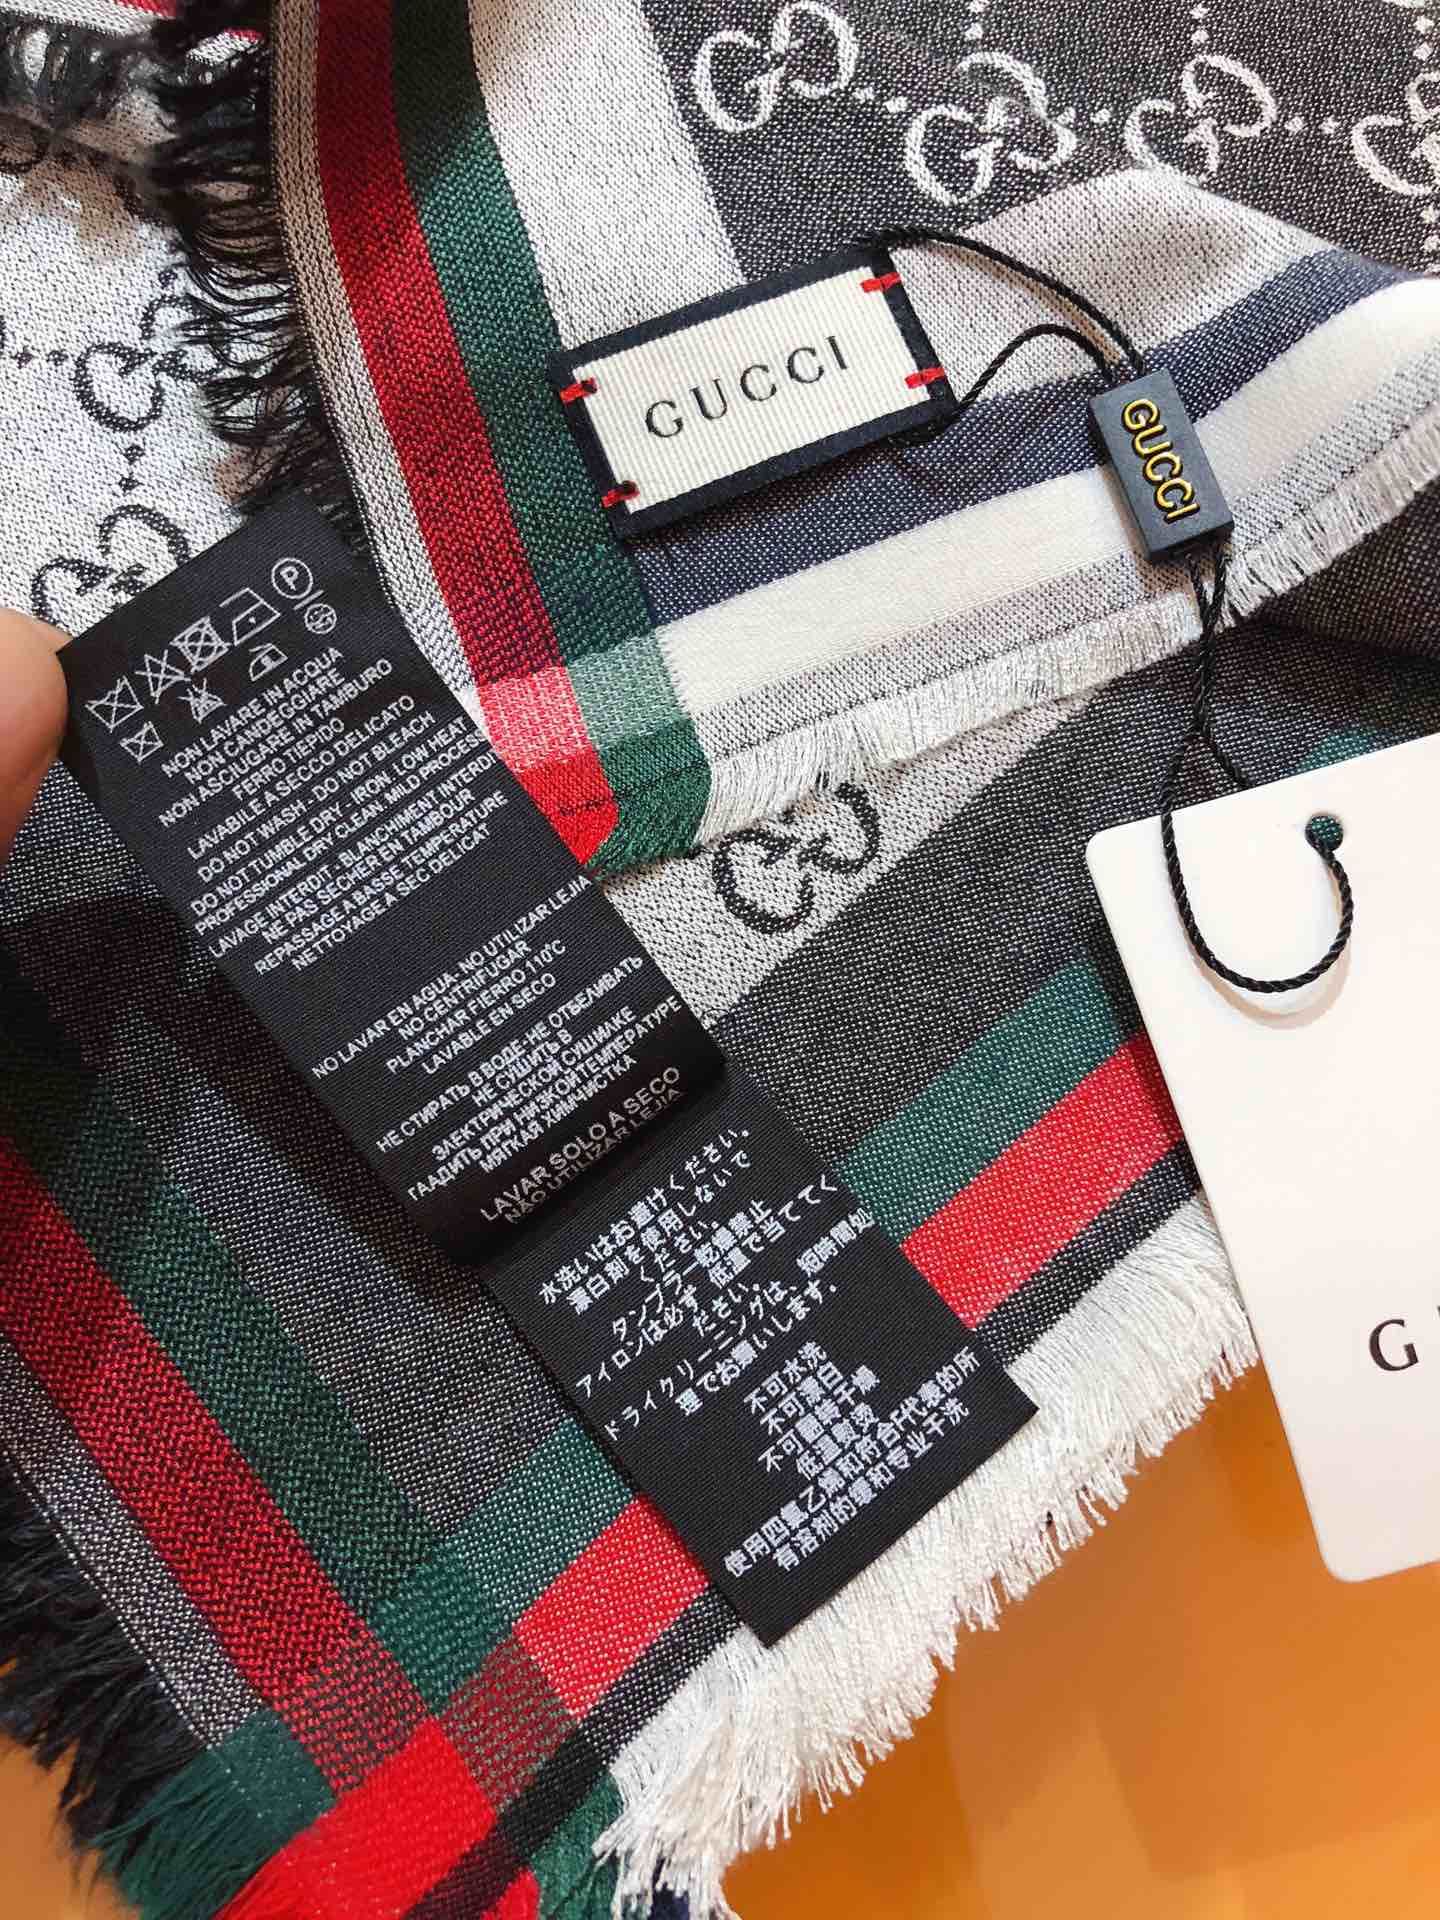 GUCCI
GUCCI
NON LAVARE IN ACQUA
NON CANDEGGIARE
NON ASCIUGARE IN TAMBURO
FERRO TIEPIDO
LAVABILE A SECCO DELICATO
DO NOT WASH - DO NOT BLEACH
DO NOT TUMBLE DRY - IRON, LOW HEAT
PROFESSIONAL DRY CLEAN, MILD PROCESS
LAVAGE INTERDIT - BLANCHIMENT INTERDIT
NE PAS SECHER EN TAMBOUR
REPASSAGE A BASSE TEMPERATURE
NETTOYAGE A SEC DELICAT
NO LAVAR EN AGUA- NO UTILIZAR LEJIA
NO CENTRIFUGAR
PLANCHAR FIERRO 110°C
LAVABLE EN SECO
НЕ СТИРАТЬ В ВОДЕ- НЕ ОТБЕЛИВАТЬ
НЕ СУШИТЬ В
ЭЛЕКТРИЧЕСКОЙ СУШИЛКЕ
ГААДИТЬ ПРИ НИЗКОЙ ТЕМПЕРАТУРЕ
МЯГКАЯ ХИМЧИСТКА
LAVAR SOLO A SECO
NÃO UTILIZAR LEJIA
水洗いはお避けください。
漂白剤を使用しないで
ください。
タンブラー乾燥禁止
アイロンは必ず、低温で当ててく
ださい。
ドライクリーニングは、短時間処
理でお願いします。
不可水洗
不可漂白
不可翻转干燥
低温熨烫
使用四氯乙烯和符合F代表的所
有溶剂的缓和专业干洗
G
P